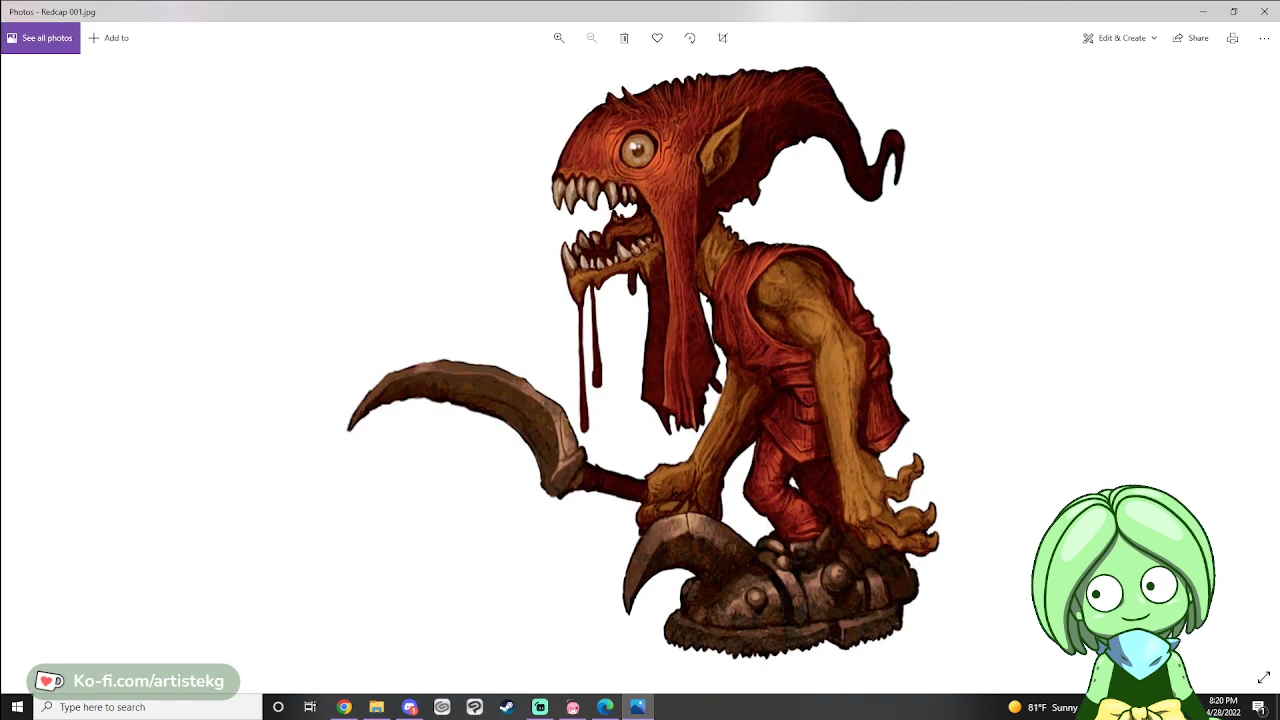 Photos - Redcap 001.jpg
See all photos
Add to
Edit & Create
Share
Ko-fi.com/artistekg
Type here to search
81°F Sunny
8:20 PM
4/28/2022